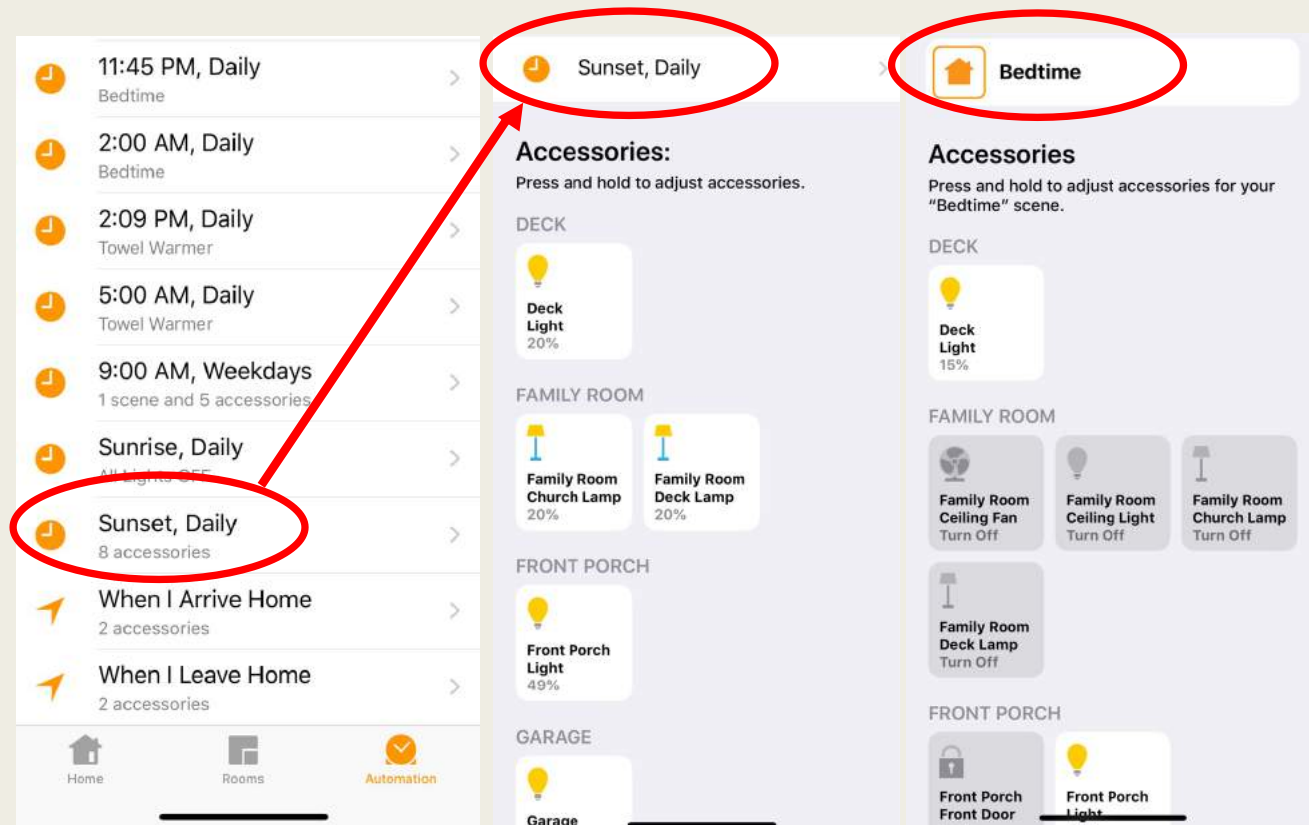 11:45 PM, Daily
Bedtime
2:00 AM, Daily
Bedtime
2:09 PM, Daily
Towel Warmer
5:00 AM, Daily
Towel Warmer
9:00 AM, Weekdays
1 scene and 5 accessories
Sunrise, Daily
All Lights OFF
Sunset, Daily
8 accessories
When I Arrive Home
2 accessories
When I Leave Home
2 accessories
Home
Rooms
Automation
Sunset, Daily
Accessories:
Press and hold to adjust accessories.
DECK
Deck
Light
20%
FAMILY ROOM
Family Room
Church Lamp
20%
Family Room
Deck Lamp
20%
FRONT PORCH
Front Porch
Light
49%
GARAGE
Garage
Bedtime
Accessories
Press and hold to adjust accessories for your
“Bedtime” scene.
DECK
Deck
Light
15%
FAMILY ROOM
Family Room
Ceiling Fan
Turn Off
Family Room
Ceiling Light
Turn Off
Family Room
Church Lamp
Turn Off
Family Room
Deck Lamp
Turn Off
FRONT PORCH
Front Porch
Front Door
Front Porch
Light